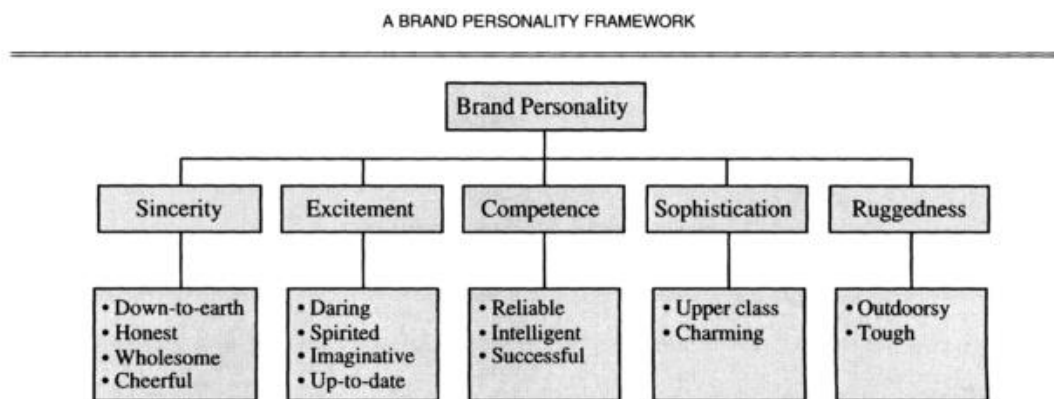 A BRAND PERSONALITY FRAMEWORK
Brand Personality
Sincerity
Excitement
Competence
Sophistication
Ruggedness
• Down-to-earth
• Honest
• Wholesome
• Cheerful
• Daring
• Spirited
• Imaginative
• Up-to-date
• Reliable
• Intelligent
• Successful
• Upper class
• Charming
• Outdoorsy
• Tough